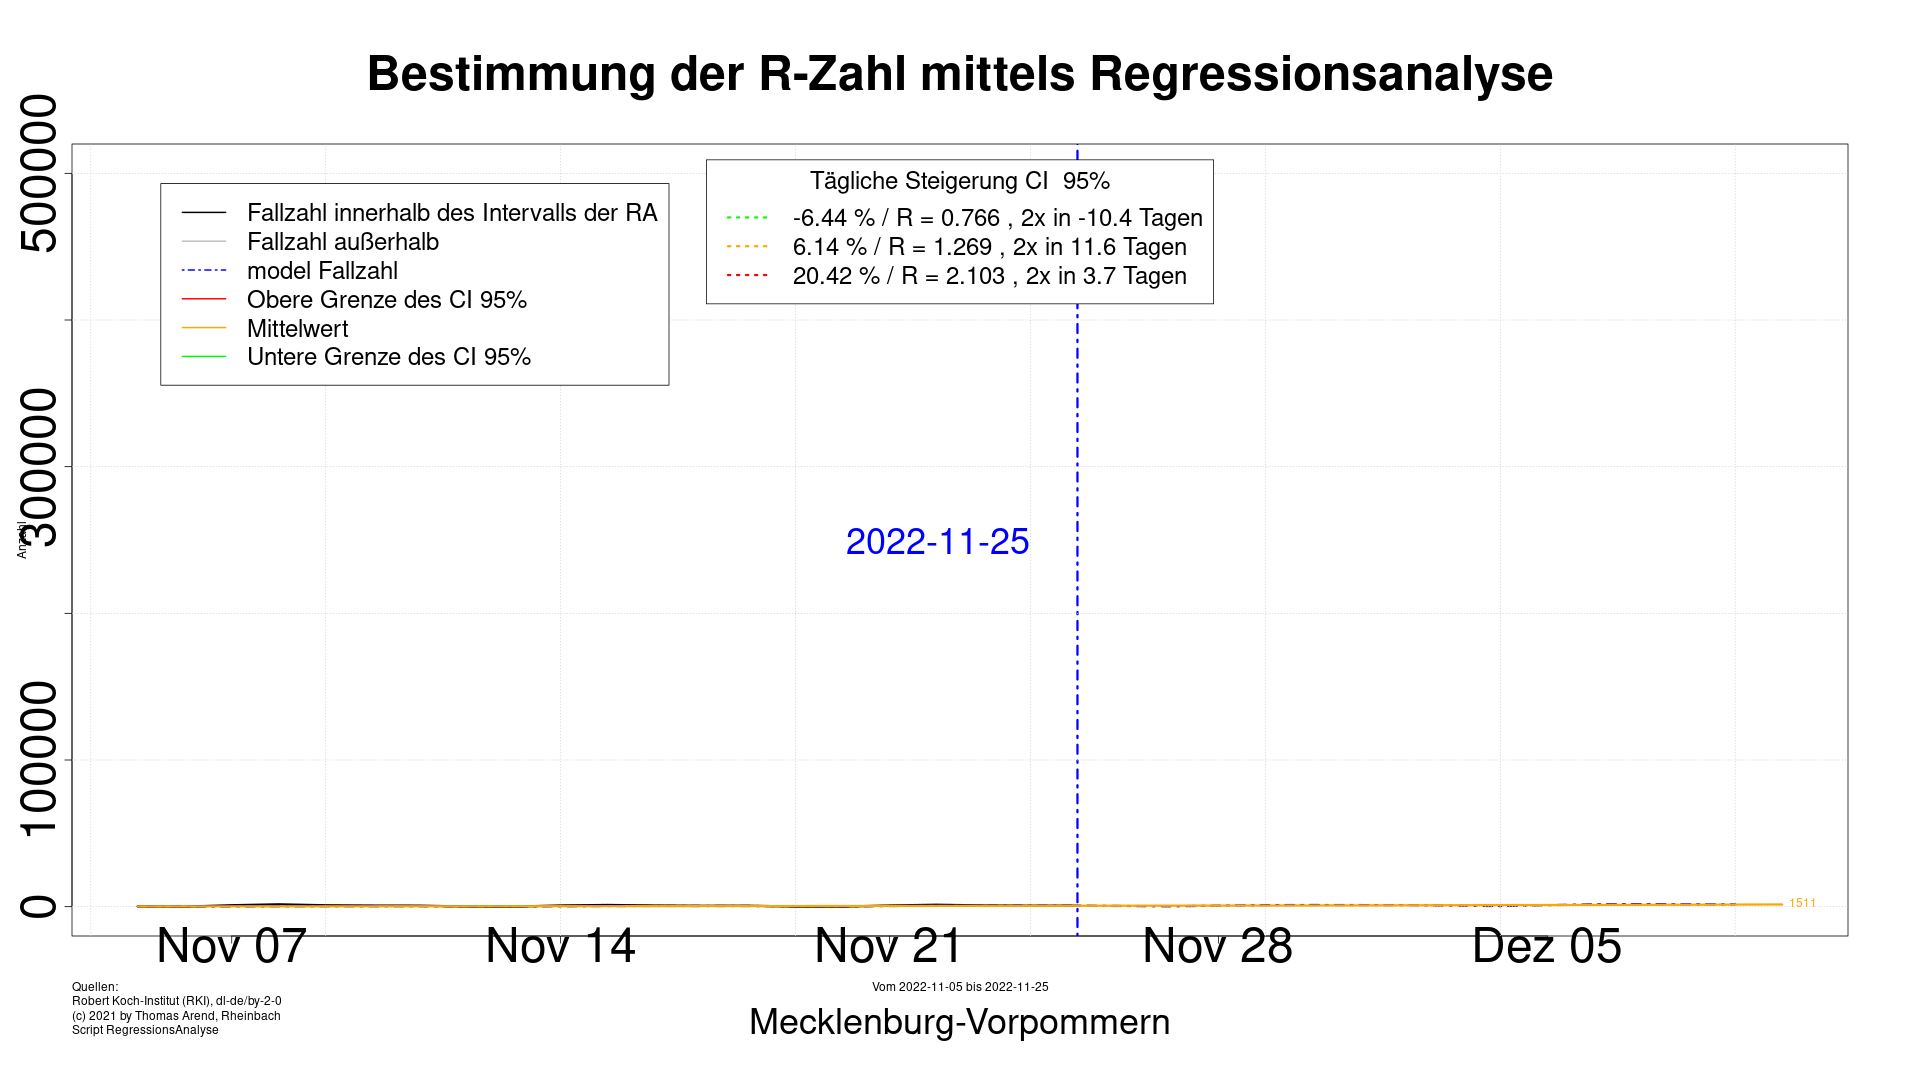 Bestimmung der R-Zahl mittels Regressionsanalyse
Fallzahl innerhalb des Intervalls der RA
Fallzahl außerhalb
model Fallzahl
Obere Grenze des CI 95%
Mittelwert
Untere Grenze des CI 95%
Tägliche Steigerung CI 95%
-6.44 % / R = 0.766 , 2x in -10.4 Tagen
6.14 % / R = 1.269 , 2x in 11.6 Tagen
20.42 % / R = 2.103 , 2x in 3.7 Tagen
500000
300000
100000
0
Anzahl
2022-11-25
1511
Nov 07
Nov 14
Nov 21
Nov 28
Dez 05
Quellen:
Robert Koch-Institut (RKI), dl-de/by-2-0
(c) 2021 by Thomas Arend, Rheinbach
Script RegressionsAnalyse
Vom 2022-11-05 bis 2022-11-25
Mecklenburg-Vorpommern